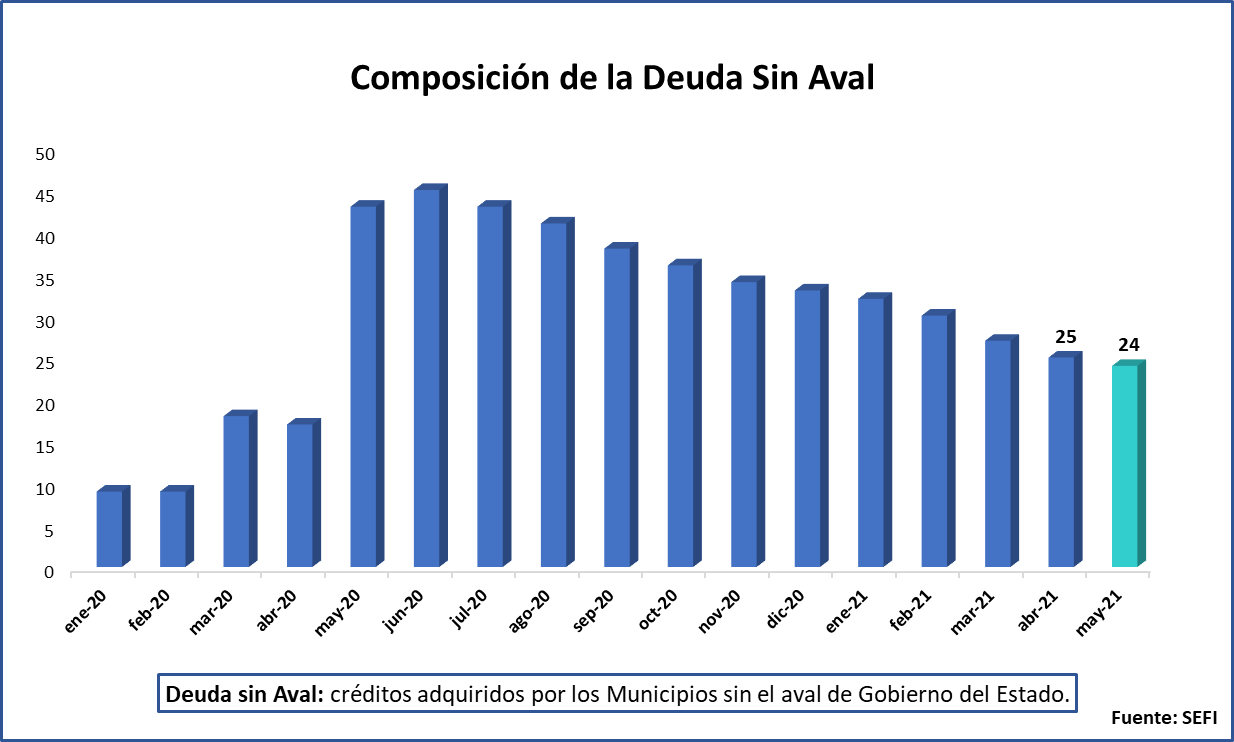 Composición de la Deuda Sin Aval
50
45
40
35
30
25
20
15
10
5
0
25
24
ene-20
feb-20
mar-20
abr-20
may-20
jun-20
jul-20
ago-20
sep-20
oct-20
nov-20
dic-20
ene-21
feb-21
mar-21
abr-21
may-21
Deuda sin Aval: créditos adquiridos por los Municipios sin el aval de Gobierno del Estado.
Fuente: SEFI